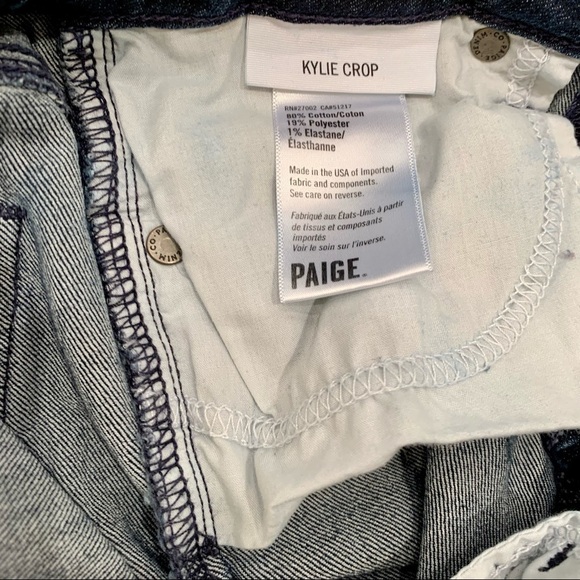 KYLIE CROP
RN#27002 CA#51217
80% Cotton/Coton
19% Polyester
1% Elastane/
Élasthanne
Made in the USA of Imported
fabric and components.
See care on reverse.
Fabriqué aux États-Unis à partir
de tissus et composants
importés
Voir le soin sur l'inverse.
PAIGE